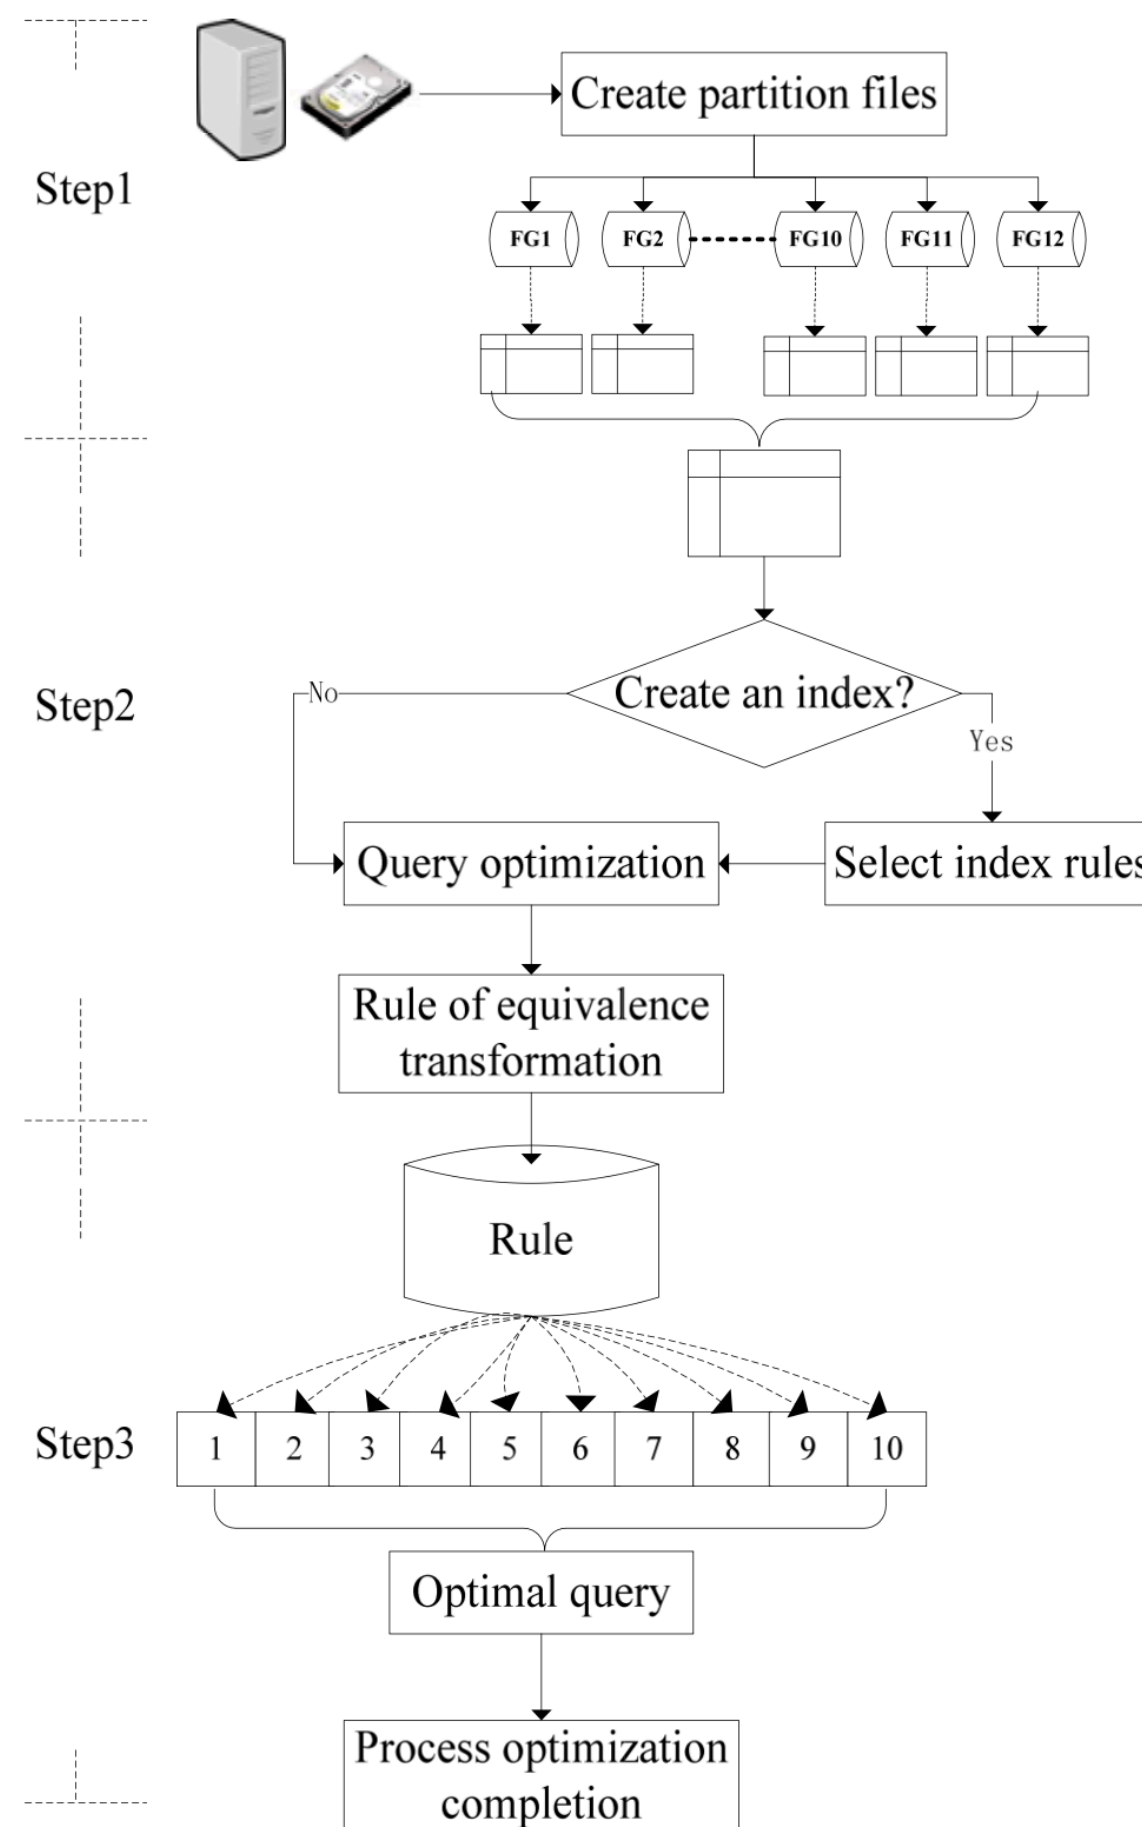 Create partition files
Step1
FG1
FG2
FG10
FG11
FG12
Step2
Create an index?
No
Yes
Query optimization
Select index rules
Rule of equivalence
transformation
Rule
Step3
1 2 3 4 5 6 7 8 9 10
Optimal query
Process optimization
completion